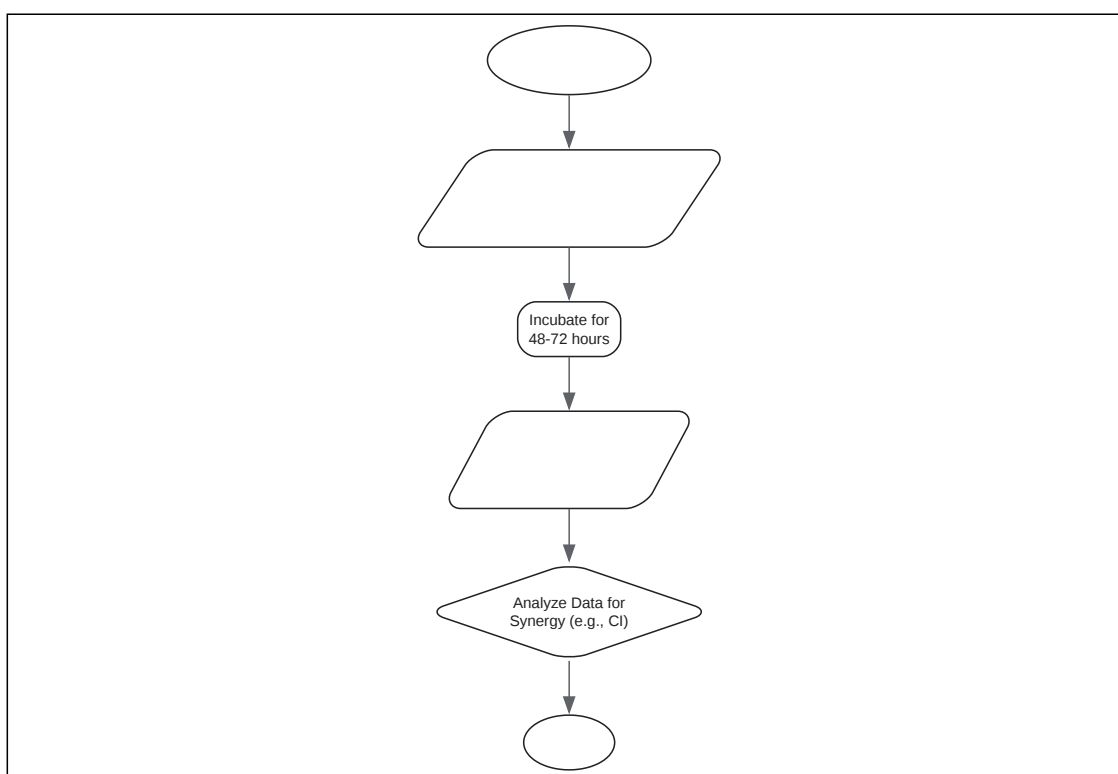 Incubate for
48-72 hours
Analyze Data for
Synergy (e.g., CI)